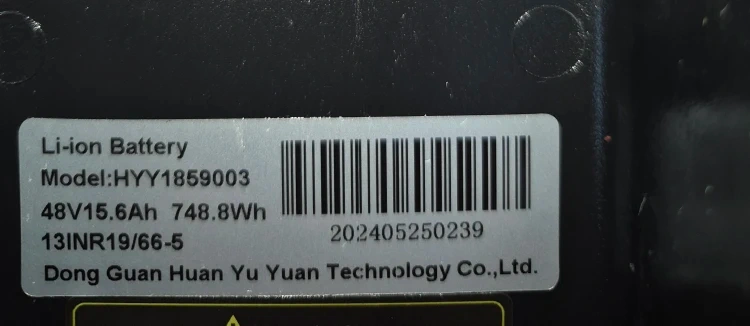 Li-ion Battery
Model:HYY1859003
48V15.6Ah 748.8Wh
13INR19/66-5
202405250239
Dong Guan Huan Yu Yuan Technology Co.,Ltd.